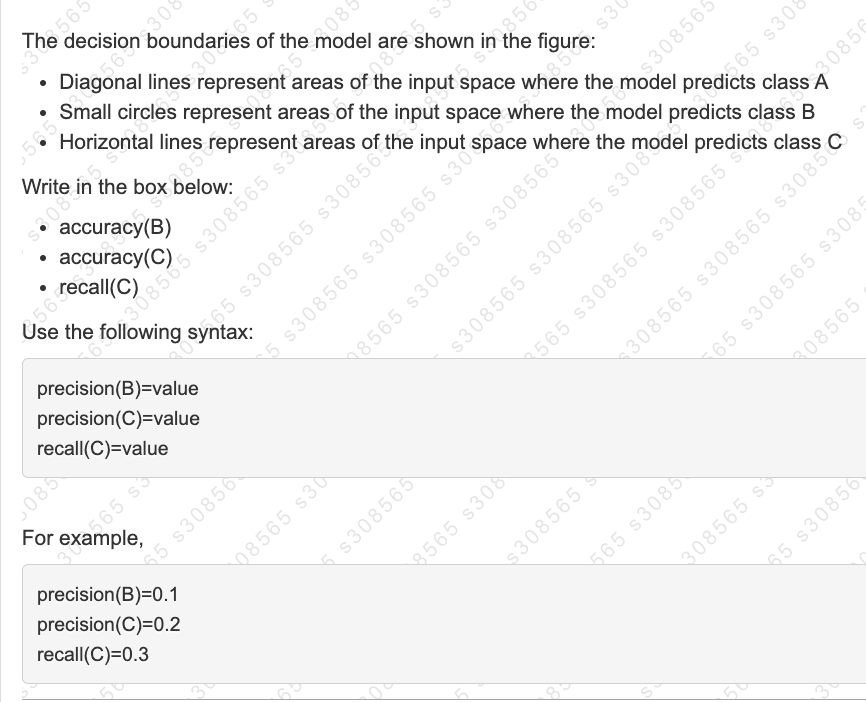 The decision boundaries of the model are shown in the figure:
• Diagonal lines represent areas of the input space where the model predicts class A
• Small circles represent areas of the input space where the model predicts class B
• Horizontal lines represent areas of the input space where the model predicts class C
Write in the box below:
• accuracy(B)
• accuracy(C)
• recall(C)
Use the following syntax:
precision(B)=value
precision(C)=value
recall(C)=value
For example,
precision(B)=0.1
precision(C)=0.2
recall(C)=0.3
s308565